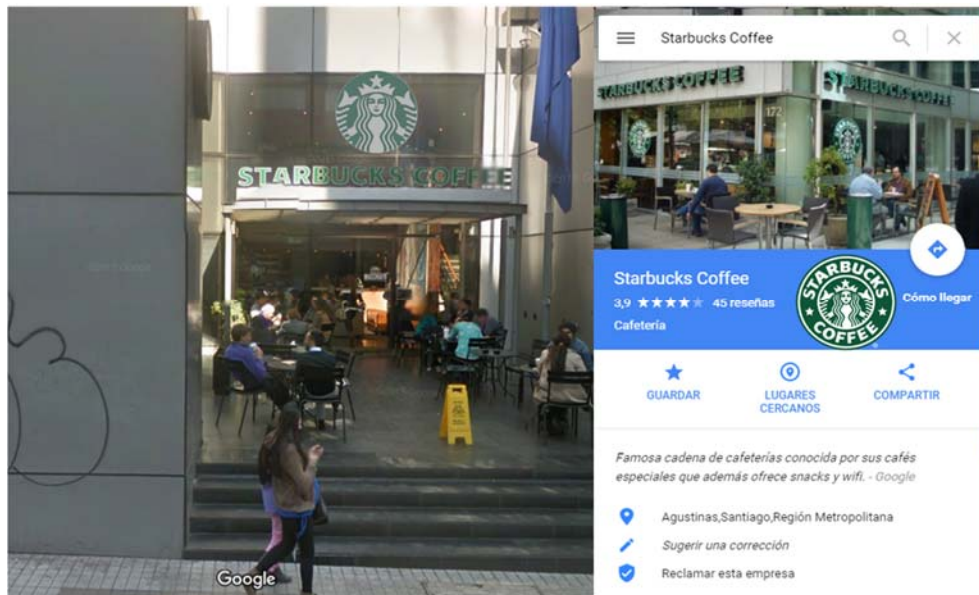 STARBUCKS COFFEE
Google
Starbucks Coffee
STARBUCKS COFFEE
STARBUCKS COFFEE
172
Starbucks Coffee
3,9 ★★★★★ 45 reseñas
Cafetería
STARBUCKS
COFFEE
Cómo llegar
GUARDAR
LUGARES
CERCANOS
COMPARTIR
Famosa cadena de cafeterías conocida por sus cafés
especiales que además ofrece snacks y wifi. - Google
Agustinas,Santiago,Región Metropolitana
Sugerir una corrección
Reclamar esta empresa